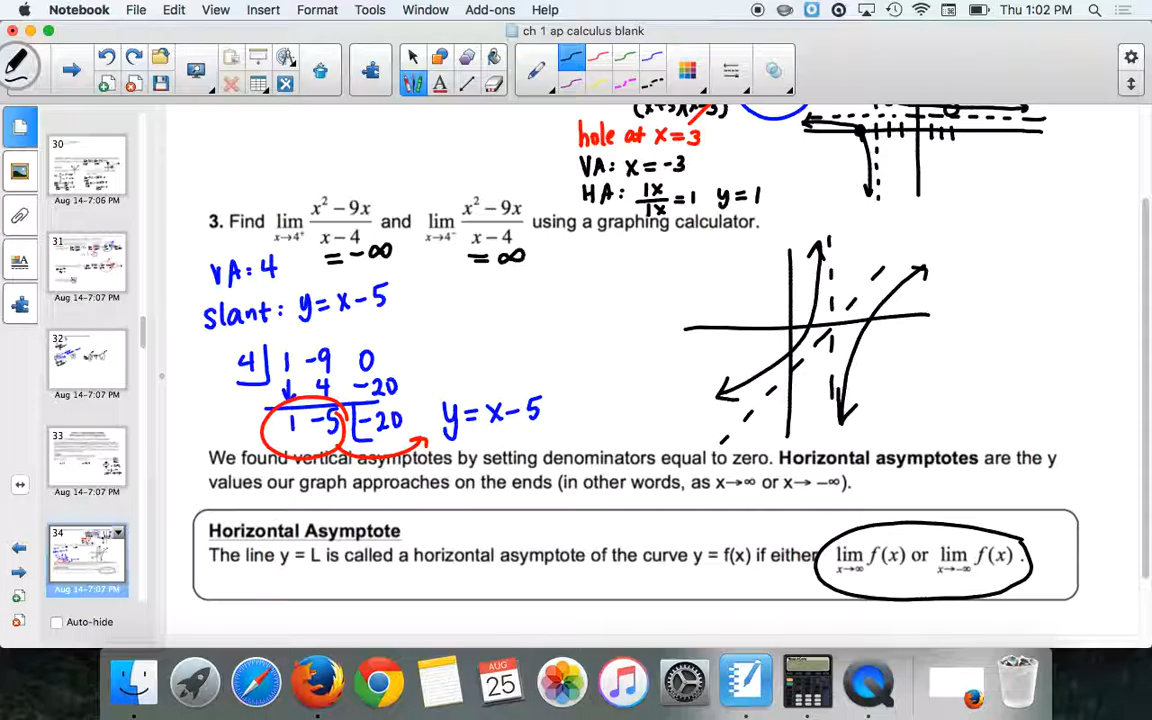 Notebook File Edit View Insert Format Tools Window Add-ons Help Thu 1:02 PM
ch 1 ap calculus blank
30
Aug 14-7:06 PM
31
Aug 14-7:07 PM
32
Aug 14-7:07 PM
33
Aug 14-7:07 PM
34
Aug 14-7:07 PM
Auto-hide
hole at x=3
VA: x=-3
HA: 1x/1x = 1 y=1
3. Find lim x→4⁺ (x² − 9x)/(x − 4) and lim x→4⁻ (x² − 9x)/(x − 4) using a graphing calculator.
= -∞ = ∞
VA: 4
slant: y = x-5
4 | 1 -9 0
↓ 4 -20
1 -5 | -20 y = x-5
We found vertical asymptotes by setting denominators equal to zero. Horizontal asymptotes are the y
values our graph approaches on the ends (in other words, as x→∞ or x→ −∞).
Horizontal Asymptote
The line y = L is called a horizontal asymptote of the curve y = f(x) if either lim x→∞ f(x) or lim x→−∞ f(x) .
AUG
25